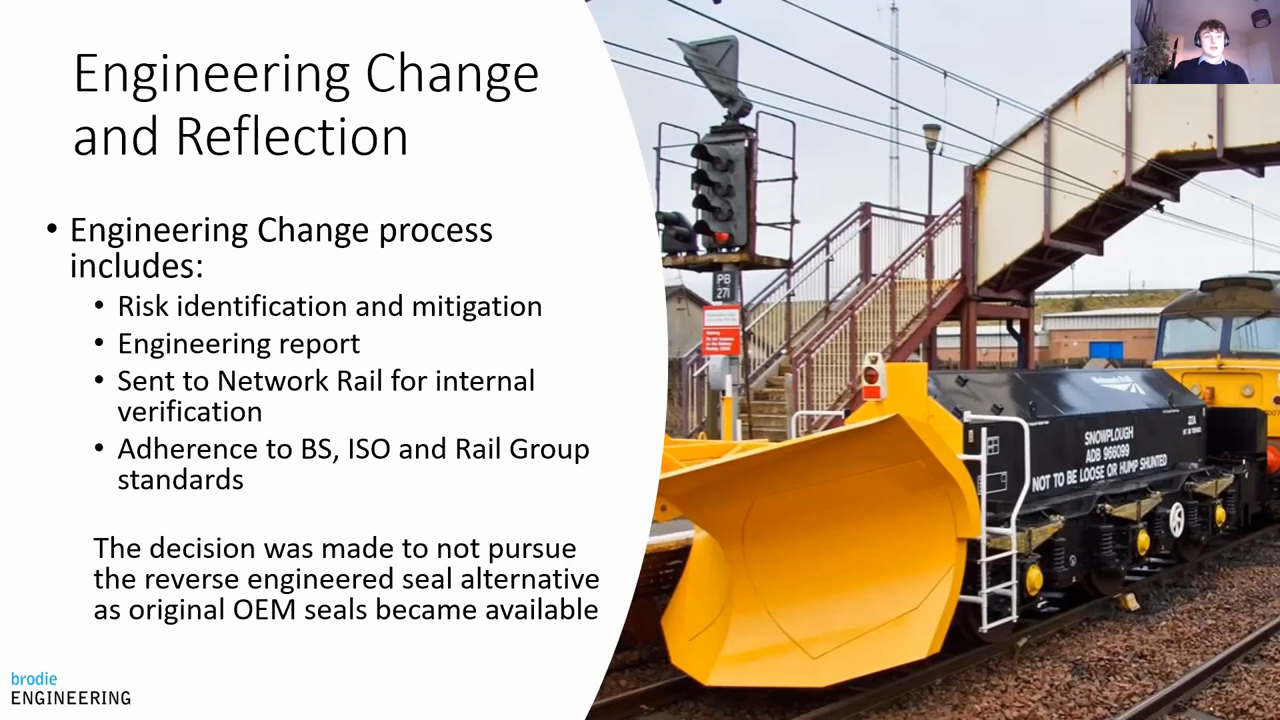 Engineering Change
and Reflection
• Engineering Change process
includes:
• Risk identification and mitigation
• Engineering report
• Sent to Network Rail for internal
verification
• Adherence to BS, ISO and Rail Group
standards
The decision was made to not pursue
the reverse engineered seal alternative
as original OEM seals became available
brodie
ENGINEERING
PB
271
SNOWPLOUGH
ADB 966099
NOT TO BE LOOSE OR HUMP SHUNTED